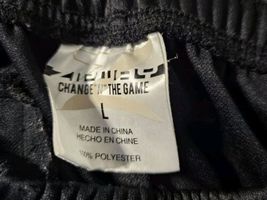 CHANGE THE GAME
L
MADE IN CHINA
HECHO EN CHINE
100% POLYESTER